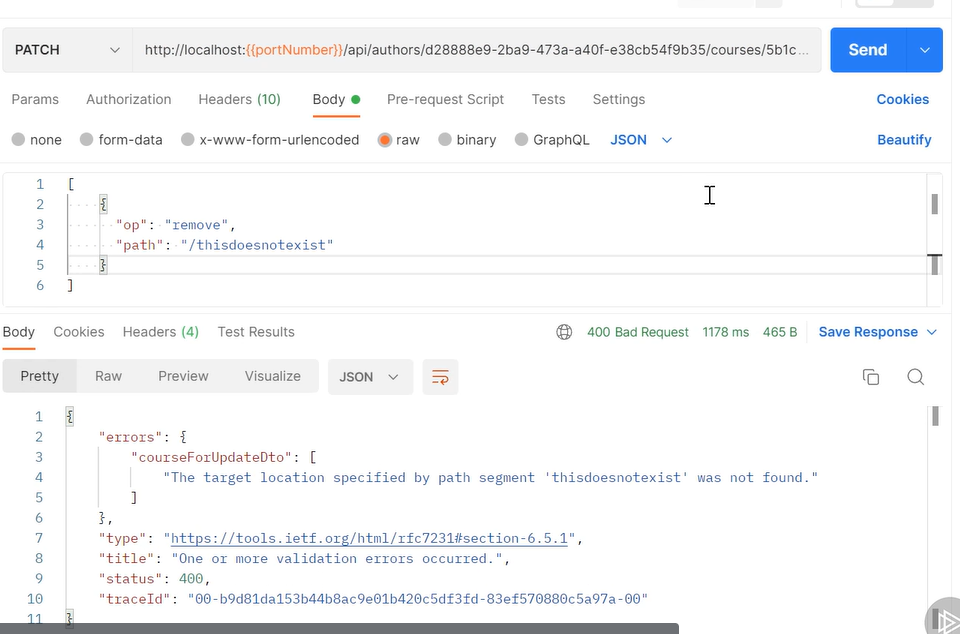 PATCH http://localhost:{{portNumber}}/api/authors/d28888e9-2ba9-473a-a40f-e38cb54f9b35/courses/5b1c... Send
Params Authorization Headers (10) Body Pre-request Script Tests Settings Cookies
none form-data x-www-form-urlencoded raw binary GraphQL JSON Beautify
1 [
2 {
3 "op": "remove",
4 "path": "/thisdoesnotexist"
5 }
6 ]
Body Cookies Headers (4) Test Results 400 Bad Request 1178 ms 465 B Save Response
Pretty Raw Preview Visualize JSON
1 {
2 "errors": {
3 "courseForUpdateDto": [
4 "The target location specified by path segment 'thisdoesnotexist' was not found."
5 ]
6 },
7 "type": "https://tools.ietf.org/html/rfc7231#section-6.5.1",
8 "title": "One or more validation errors occurred.",
9 "status": 400,
10 "traceId": "00-b9d81da153b44b8ac9e01b420c5df3fd-83ef570880c5a97a-00"
11 }